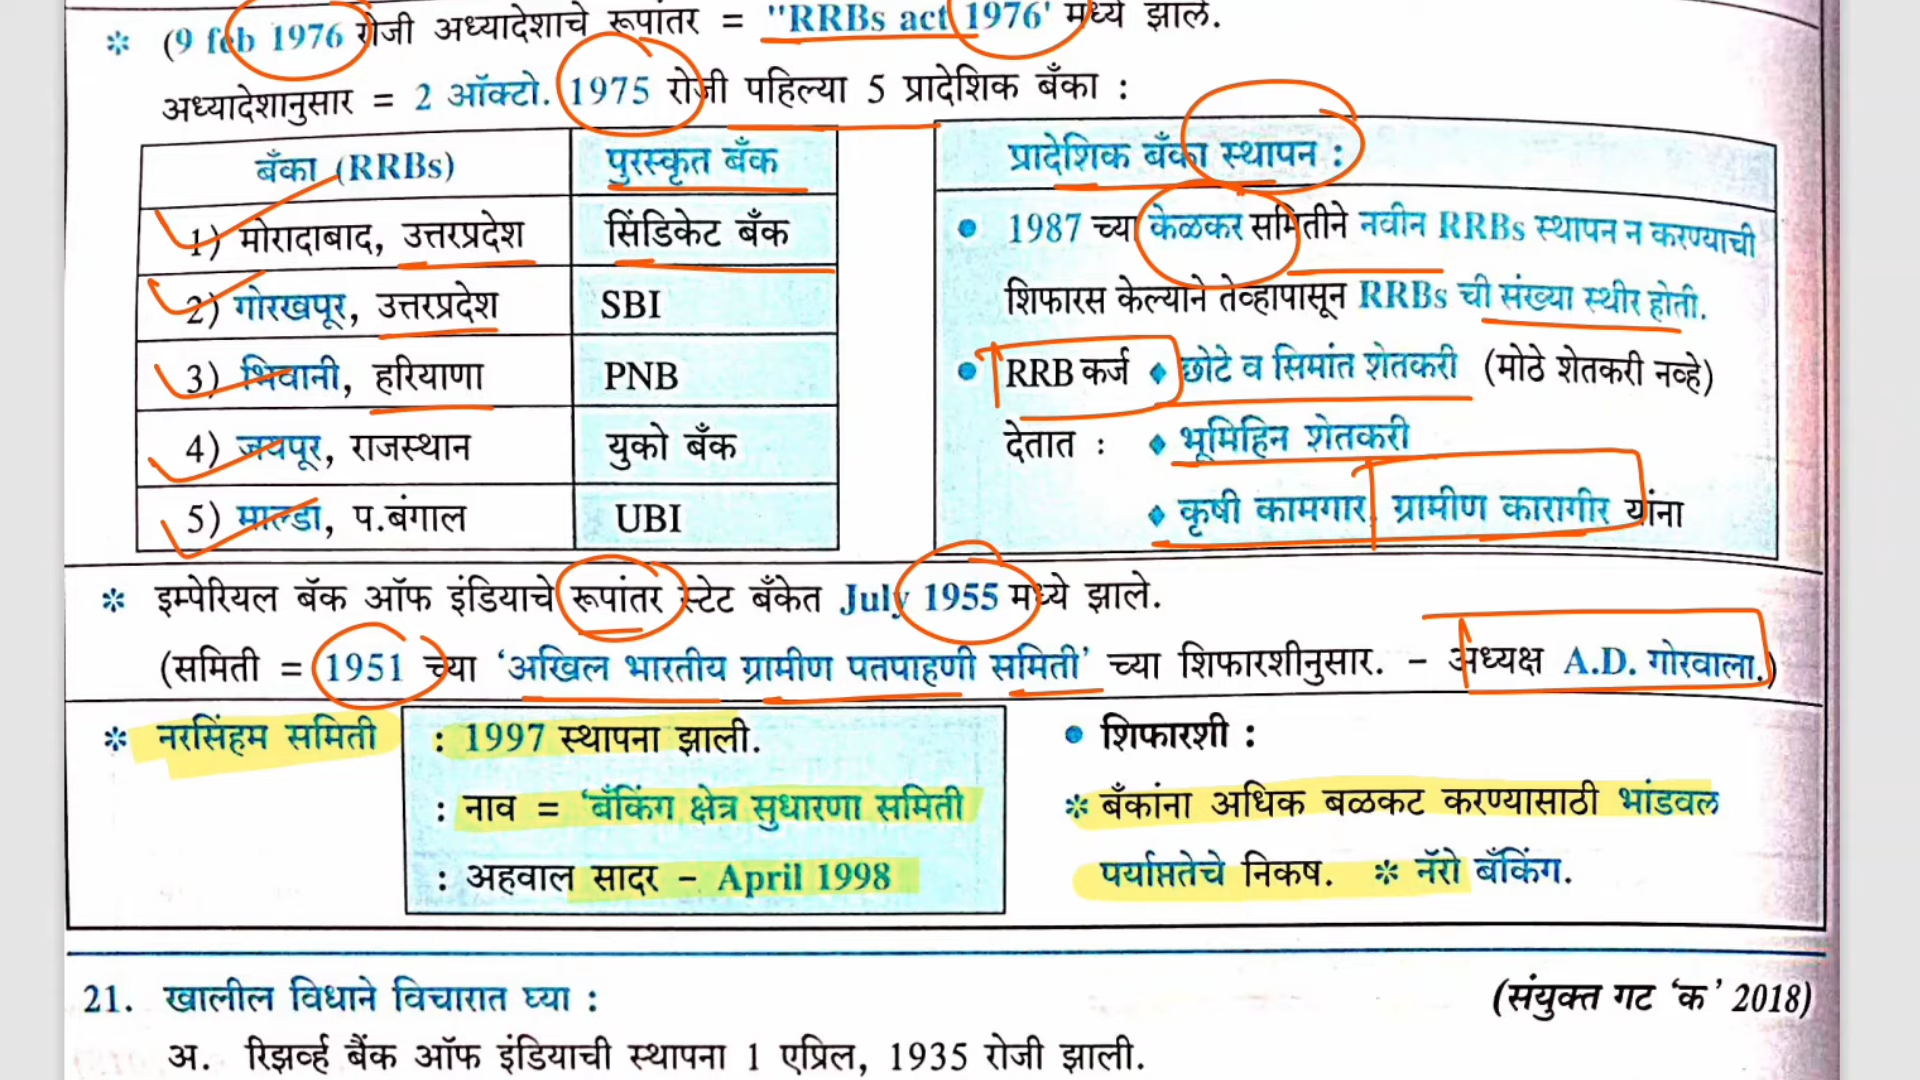 * (9 feb 1976 रोजी अध्यादेशाचे रूपांतर = "RRBs act 1976' मध्ये झाले.
अध्यादेशानुसार = 2 ऑक्टो. 1975 रोजी पहिल्या 5 प्रादेशिक बँका :
बँका (RRBs) पुरस्कृत बँक
1) मोरादाबाद, उत्तरप्रदेश सिंडिकेट बँक
2) गोरखपूर, उत्तरप्रदेश SBI
3) भिवानी, हरियाणा PNB
4) जयपूर, राजस्थान युको बँक
5) माल्डा, प.बंगाल UBI
प्रादेशिक बँका स्थापन :
• 1987 च्या केळकर समितीने नवीन RRBs स्थापन न करण्याची
शिफारस केल्याने तेव्हापासून RRBs ची संख्या स्थीर होती.
• RRB कर्ज ♦ छोटे व सिमांत शेतकरी (मोठे शेतकरी नव्हे)
देतात : ♦ भूमिहिन शेतकरी
♦ कृषी कामगार, ग्रामीण कारागीर यांना
* इम्पेरियल बॅक ऑफ इंडियाचे रूपांतर स्टेट बँकेत July 1955 मध्ये झाले.
(समिती = 1951 च्या ‘अखिल भारतीय ग्रामीण पतपाहणी समिती’ च्या शिफारशीनुसार. – अध्यक्ष A.D. गोरवाला.)
* नरसिंहम समिती : 1997 स्थापना झाली.
: नाव = ‘बँकिंग क्षेत्र सुधारणा समिती
: अहवाल सादर – April 1998
• शिफारशी :
* बँकांना अधिक बळकट करण्यासाठी भांडवल
पर्याप्ततेचे निकष. * नॅरो बँकिंग.
21. खालील विधाने विचारात घ्या : (संयुक्त गट ‘क’ 2018)
अ. रिझर्व्ह बैंक ऑफ इंडियाची स्थापना 1 एप्रिल, 1935 रोजी झाली.